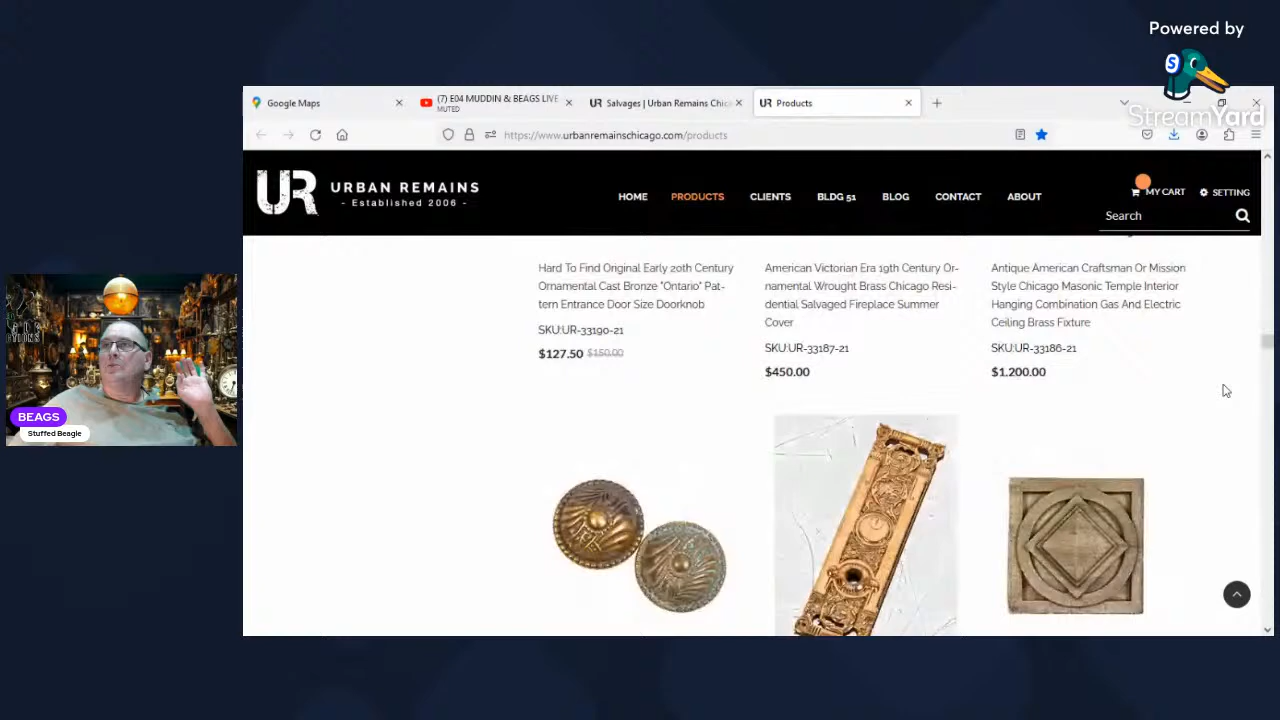 Powered by
S
StreamYard
Google Maps
(7) E04 MUDDIN & BEAGS LIVE
MUTED
UR Salvages | Urban Remains Chic
UR Products
https://www.urbanremainschicago.com/products
UR
URBAN REMAINS
- Established 2006 -
HOME
PRODUCTS
CLIENTS
BLDG 51
BLOG
CONTACT
ABOUT
MY CART
SETTING
Search
Hard To Find Original Early 20th Century
Ornamental Cast Bronze "Ontario" Pat-
tern Entrance Door Size Doorknob
SKU:UR-33190-21
$127.50 $150.00
American Victorian Era 19th Century Or-
namental Wrought Brass Chicago Resi-
dential Salvaged Fireplace Summer
Cover
SKU:UR-33187-21
$450.00
Antique American Craftsman Or Mission
Style Chicago Masonic Temple Interior
Hanging Combination Gas And Electric
Ceiling Brass Fixture
SKU:UR-33186-21
$1,200.00
BEAGS
Stuffed Beagle